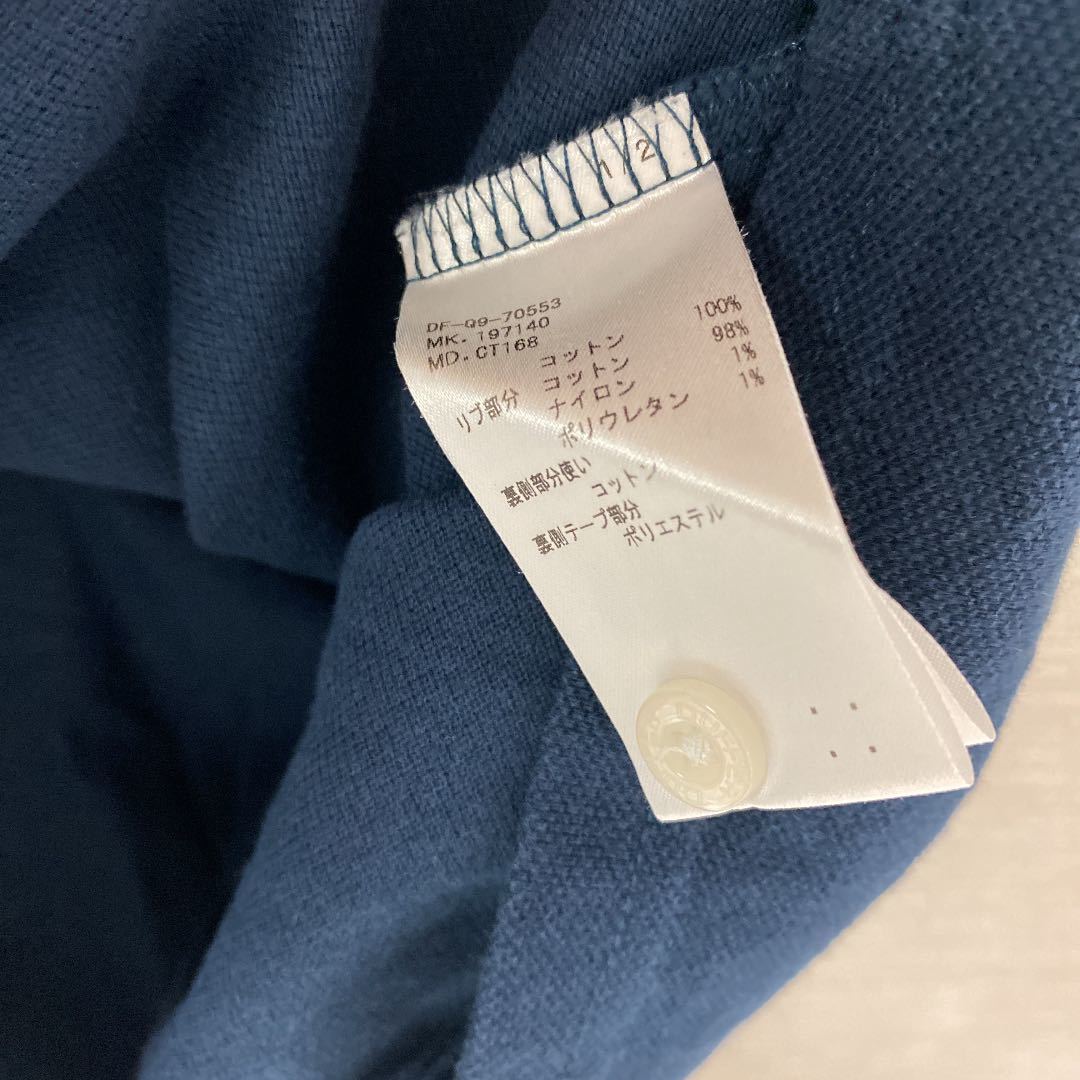 1 2
DF-Q9-70553
MK. 197140
MD. CT168
コットン 100%
リブ部分 コットン 98%
ナイロン 1%
ポリウレタン 1%
裏側部分使い
コットン
裏側テープ部分
ポリエステル